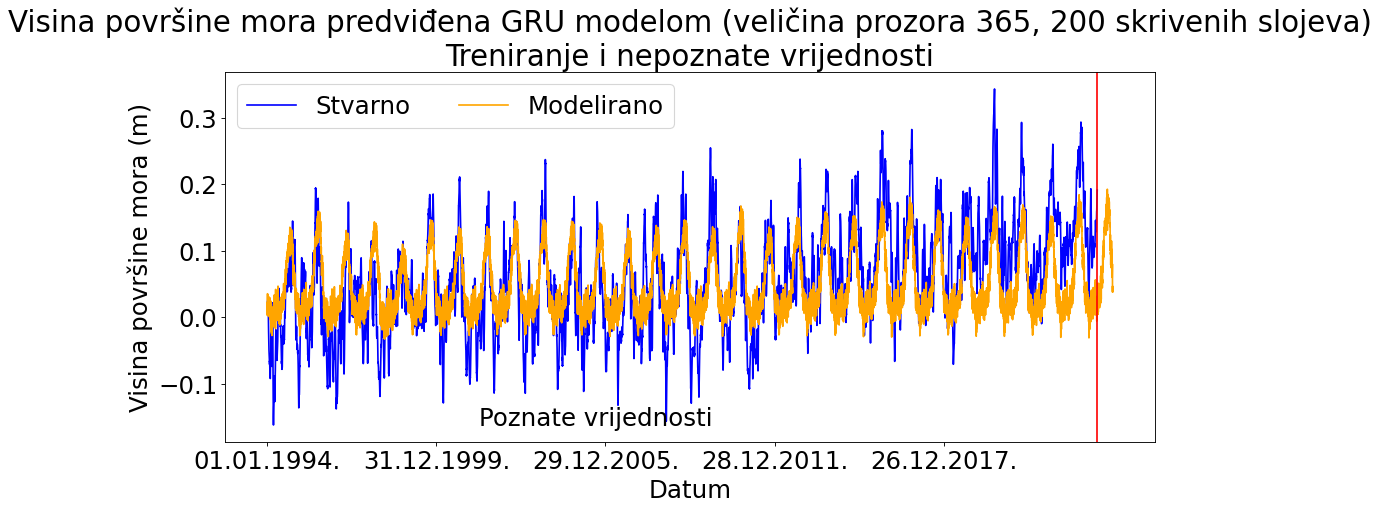 Visina površine mora predviđena GRU modelom (veličina prozora 365, 200 skrivenih slojeva)
Treniranje i nepoznate vrijednosti
Stvarno
Modelirano
Visina površine mora (m)
0.3
0.2
0.1
0.0
−0.1
Poznate vrijednosti
01.01.1994.
31.12.1999.
29.12.2005.
28.12.2011.
26.12.2017.
Datum